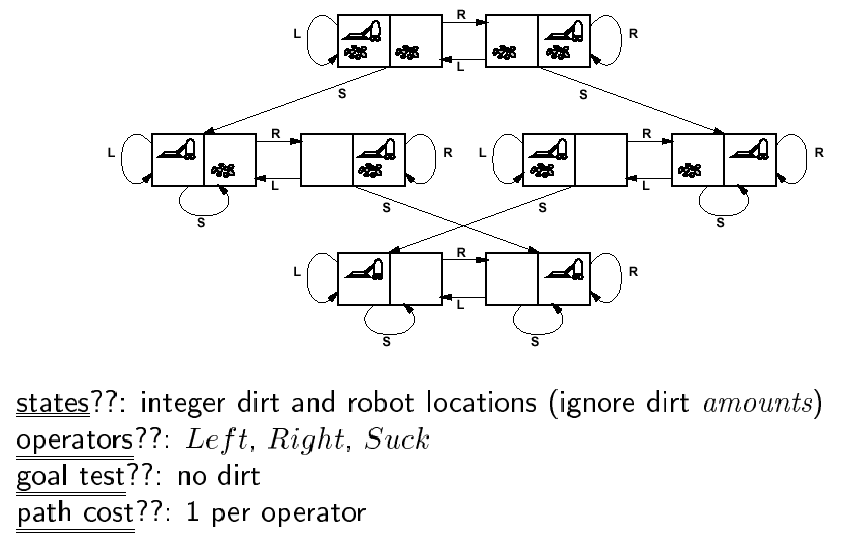 R
L R
L
S S
R R
L R L R
L L
S S
S S
R
L R
L
S S
states??: integer dirt and robot locations (ignore dirt amounts)
operators??: Left, Right, Suck
goal test??: no dirt
path cost??: 1 per operator